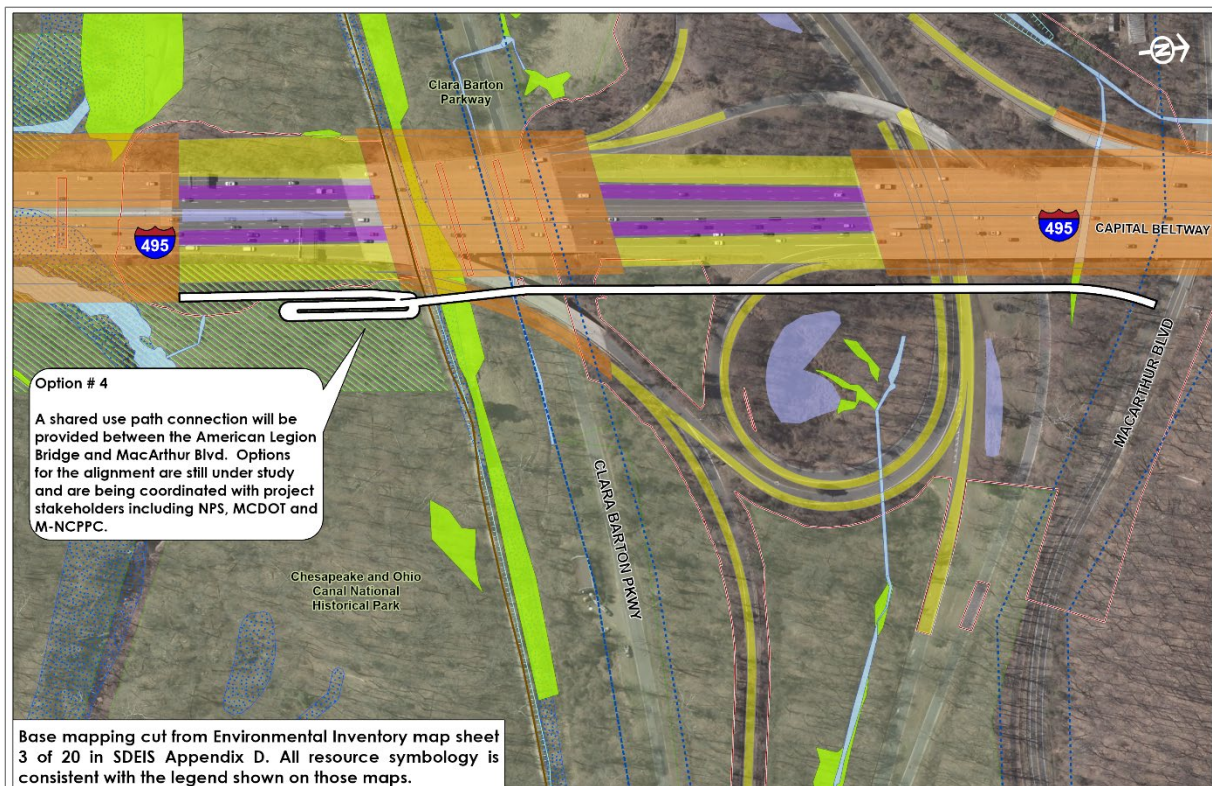 N
Clara Barton
Parkway
495
495
CAPITAL BELTWAY
Option # 4
A shared use path connection will be
provided between the American Legion
Bridge and MacArthur Blvd.  Options
for the alignment are still under study
and are being coordinated with project
stakeholders including NPS, MCDOT and
M-NCPPC.
MACARTHUR BLVD
CLARA BARTON PKWY
Chesapeake and Ohio
Canal National
Historical Park
Base mapping cut from Environmental Inventory map sheet
3 of 20 in SDEIS Appendix D. All resource symbology is
consistent with the legend shown on those maps.